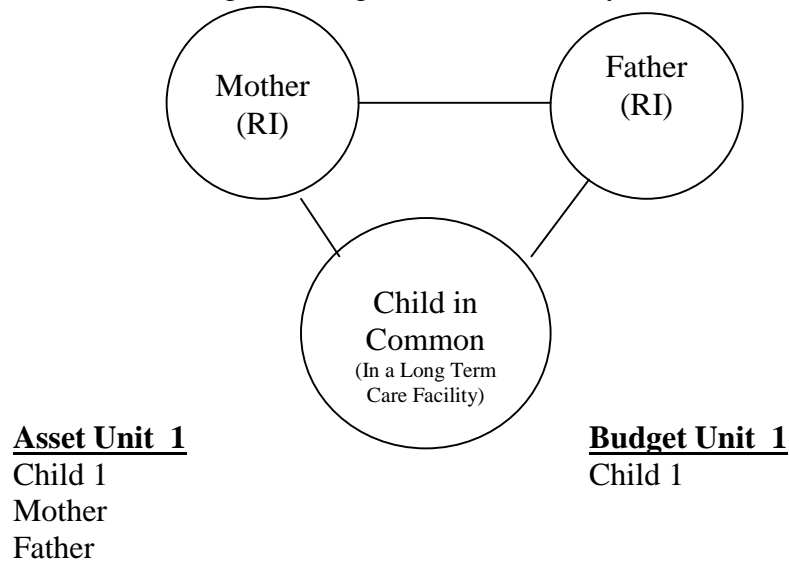 Mother
(RI)
Father
(RI)
Child in
Common
(In a Long Term
Care Facility)
Asset Unit 1
Child 1
Mother
Father
Budget Unit 1
Child 1